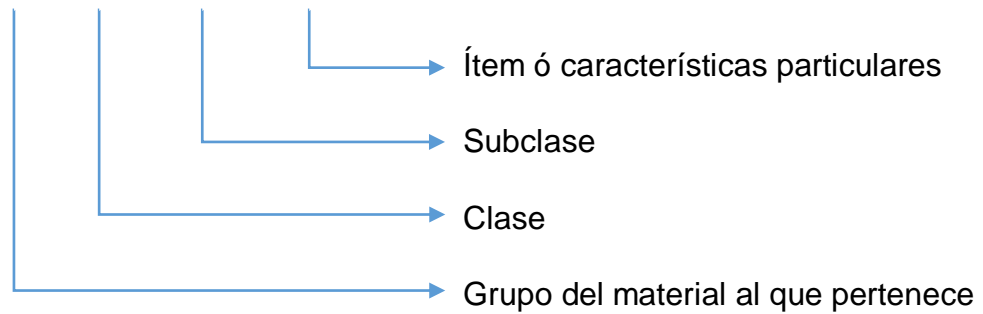 Ítem ó características particulares
Subclase
Clase
Grupo del material al que pertenece